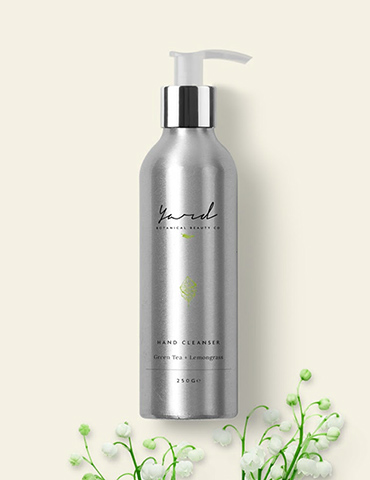 Yard
BOTANICAL BEAUTY CO
HAND CLEANSER
Green Tea + Lemongrass
250G℮